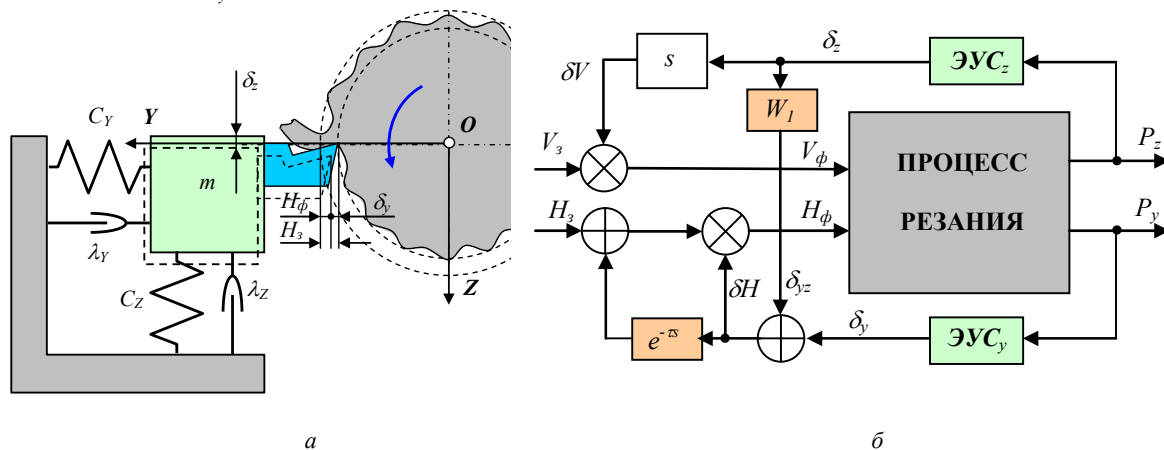 y
δz
CY
Y
O
m
Hф
δy
Hз
λY
CZ
λZ
Z
а
δV
s
δz
ЭУСz
W1
Vз
Vф
ПРОЦЕСС
РЕЗАНИЯ
Pz
Hз
Hф
Py
δH
δyz
e-τs
δy
ЭУСy
б